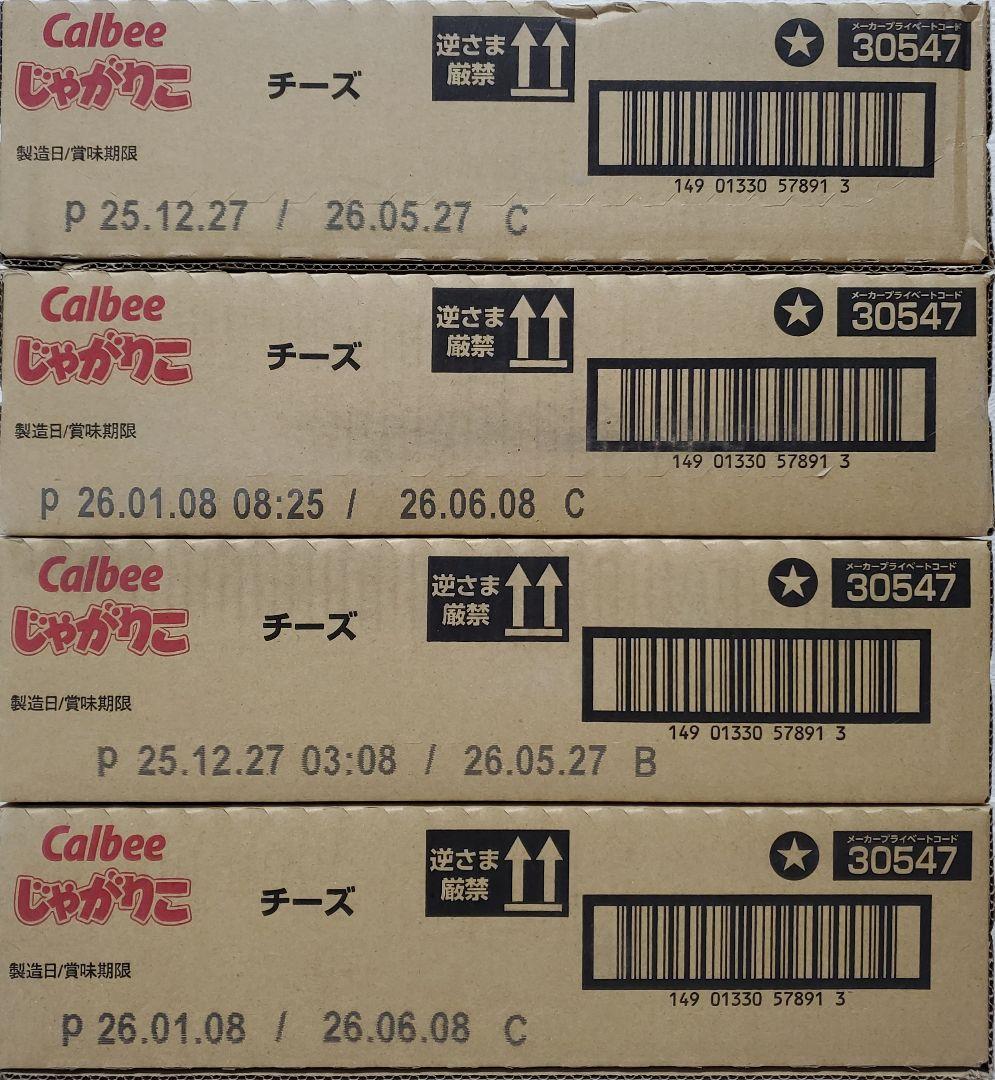 Calbee
じゃがりこ
チーズ
逆さま
厳禁
メーカープライベートコード
30547
149 01330 57891 3
製造日/賞味期限
p 25.12.27 / 26.05.27 C
Calbee
じゃがりこ
チーズ
逆さま
厳禁
メーカープライベートコード
30547
149 01330 57891 3
製造日/賞味期限
p 26.01.08 08:25 / 26.06.08 C
Calbee
じゃがりこ
チーズ
逆さま
厳禁
メーカープライベートコード
30547
149 01330 57891 3
製造日/賞味期限
p 25.12.27 03:08 / 26.05.27 B
Calbee
じゃがりこ
チーズ
逆さま
厳禁
メーカープライベートコード
30547
149 01330 57891 3
製造日/賞味期限
p 26.01.08 / 26.06.08 C